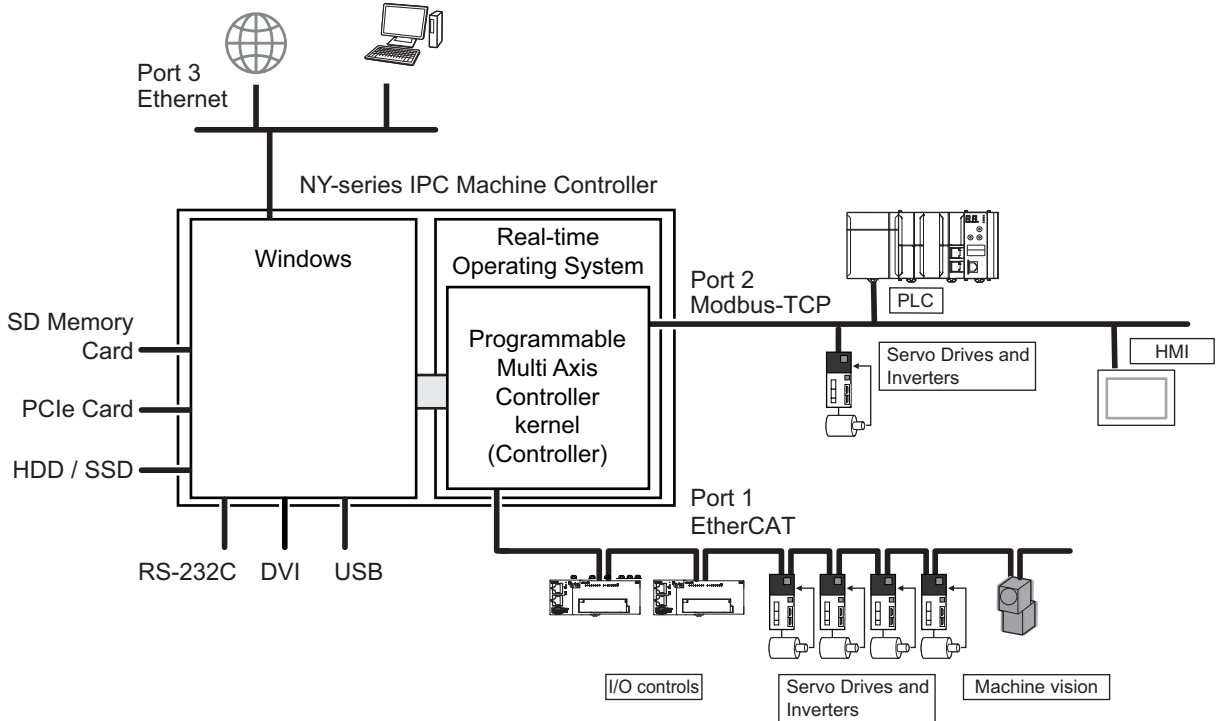 Port 3
Ethernet
NY-series IPC Machine Controller
Windows
Real-time
Operating System
Programmable
Multi Axis
Controller
kernel
(Controller)
SD Memory
Card
PCIe Card
HDD / SSD
RS-232C
DVI
USB
Port 2
Modbus-TCP
PLC
Servo Drives and
Inverters
HMI
Port 1
EtherCAT
I/O controls
Servo Drives and
Inverters
Machine vision